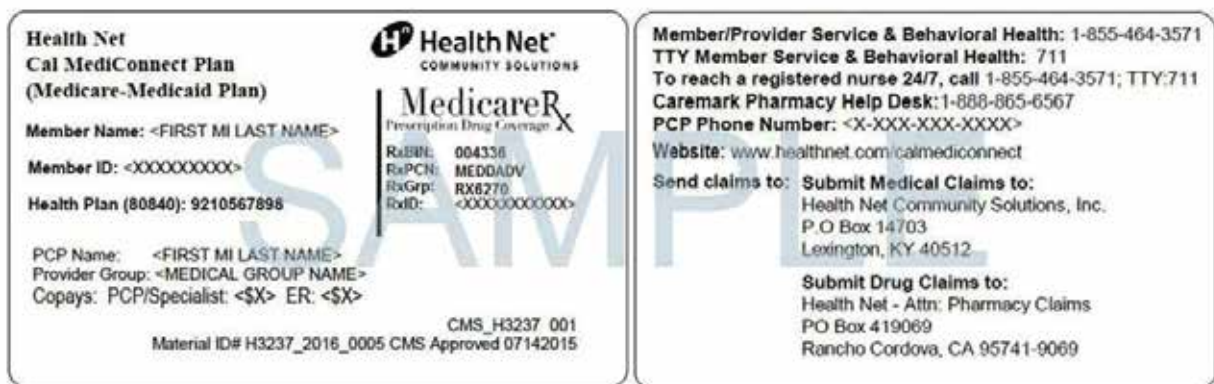 Health Net
Cal MediConnect Plan
(Medicare-Medicaid Plan)
Member Name: <FIRST MI LAST NAME>
Member ID: <XXXXXXXXX>
Health Plan (80840): 9210567898
PCP Name: <FIRST MI LAST NAME>
Provider Group: <MEDICAL GROUP NAME>
Copays: PCP/Specialist: <$X> ER: <$X>
Health Net
COMMUNITY SOLUTIONS
MedicareRx
Prescription Drug Coverage
RxBIN: 004336
RxPCN: MEDDADV
RxGrp: RX6270
RxID: <XXXXXXXXXXX>
CMS_H3237_001
Material ID# H3237_2016_0005 CMS Approved 07142015
Member/Provider Service & Behavioral Health: 1-855-464-3571
TTY Member Service & Behavioral Health: 711
To reach a registered nurse 24/7, call 1-855-464-3571; TTY:711
Caremark Pharmacy Help Desk:1-888-865-6567
PCP Phone Number: <X-XXX-XXX-XXXX>
Website: www.healthnet.com/calmediconnect
Send claims to: Submit Medical Claims to:
Health Net Community Solutions, Inc.
P.O Box 14703
Lexington, KY 40512
Submit Drug Claims to:
Health Net - Attn: Pharmacy Claims
PO Box 419069
Rancho Cordova, CA 95741-9069
SAMPLE